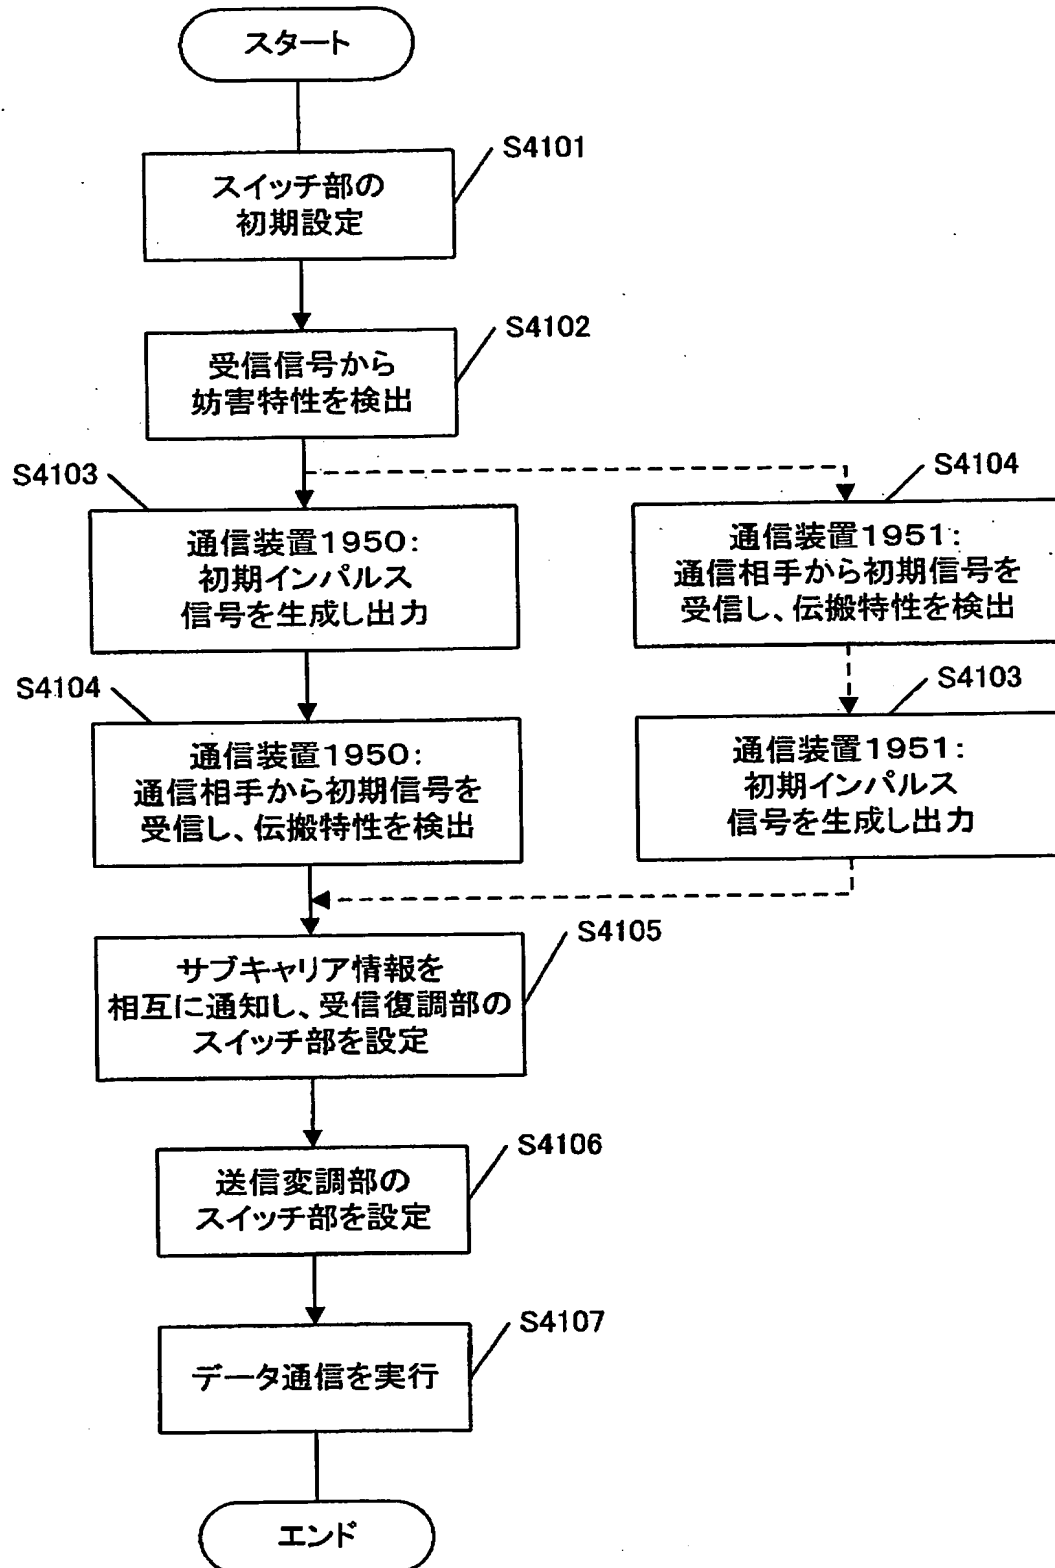 スタート
S4101
スイッチ部の
初期設定
S4102
受信信号から
妨害特性を検出
S4103
通信装置1950:
初期インパルス
信号を生成し出力
S4104
通信装置1951:
通信相手から初期信号を
受信し、伝搬特性を検出
S4104
通信装置1950:
通信相手から初期信号を
受信し、伝搬特性を検出
S4103
通信装置1951:
初期インパルス
信号を生成し出力
S4105
サブキャリア情報を
相互に通知し、受信復調部の
スイッチ部を設定
S4106
送信変調部の
スイッチ部を設定
S4107
データ通信を実行
エンド